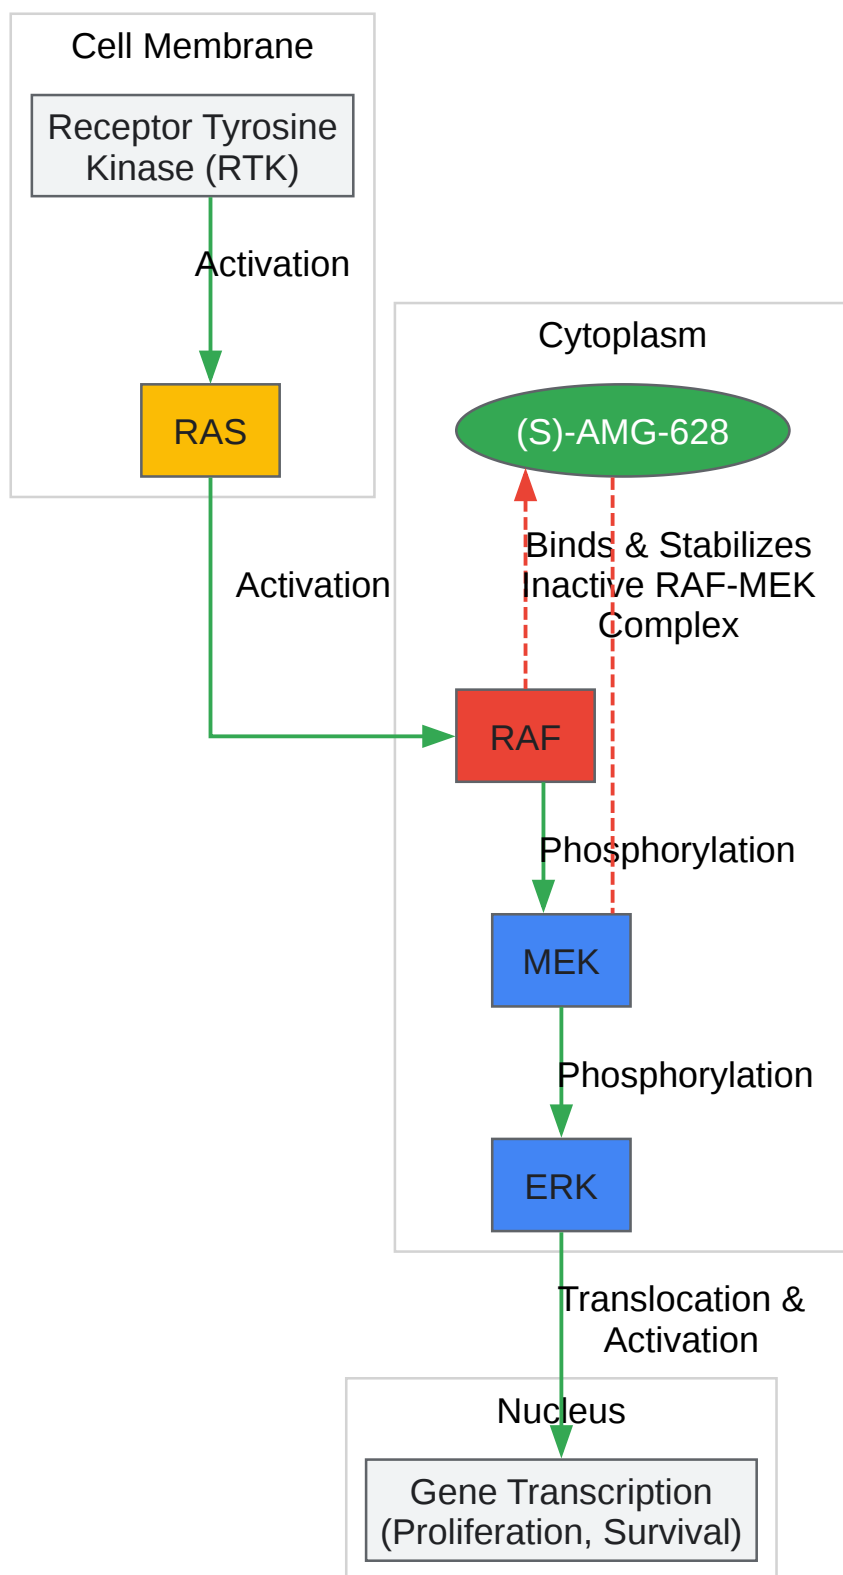 Cell Membrane
Receptor Tyrosine
Kinase (RTK)
Activation
RAS
Activation
Cytoplasm
(S)-AMG-628
Binds & Stabilizes
Inactive RAF-MEK
Complex
RAF
Phosphorylation
MEK
Phosphorylation
ERK
Translocation &
Activation
Nucleus
Gene Transcription
(Proliferation, Survival)